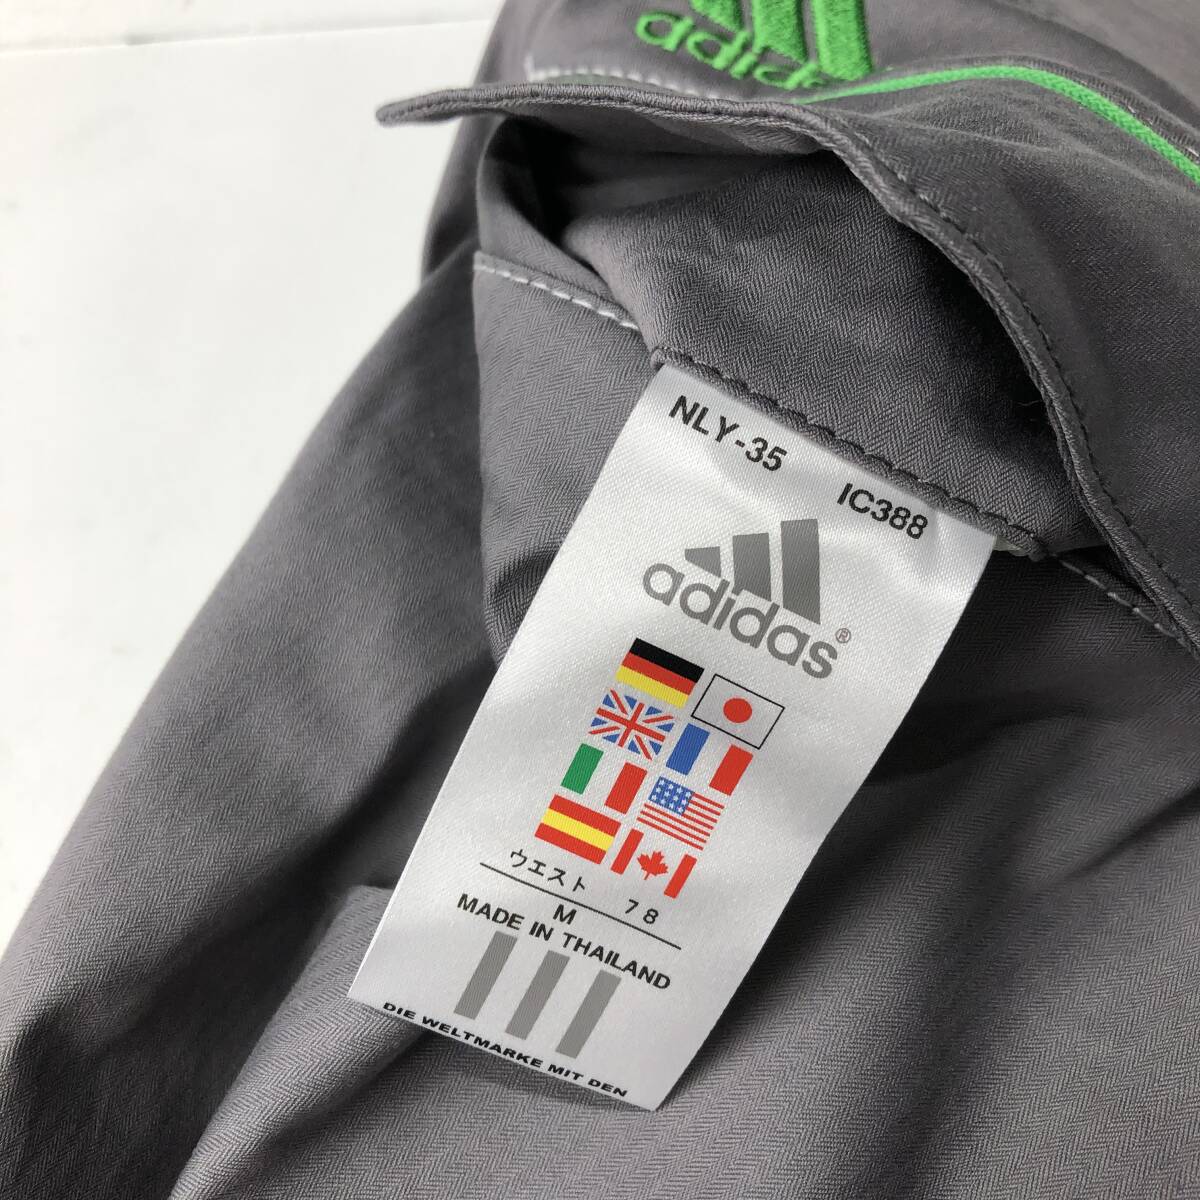 adidas
NLY-35
IC388
adidas®
ウエスト 78
M
MADE IN THAILAND
DIE WELTMARKE MIT DEN